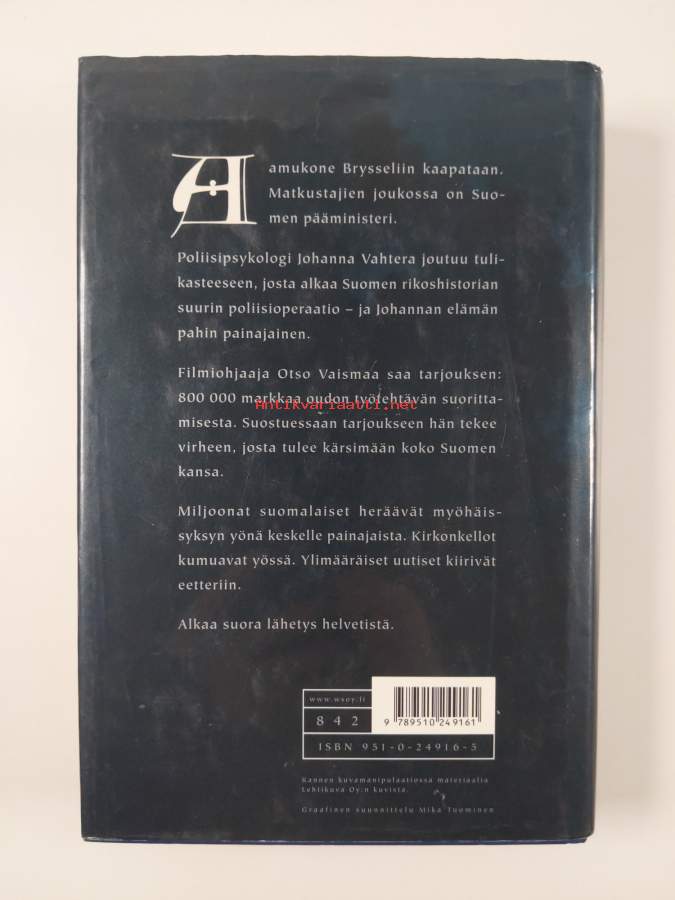 Aamukone Brysseliin kaapataan.
Matkustajien joukossa on Suo-
men pääministeri.
Poliisipsykologi Johanna Vahtera joutuu tuli-
kasteeseen, josta alkaa Suomen rikoshistorian
suurin poliisioperaatio – ja Johannan elämän
pahin painajainen.
Filmiohjaaja Otso Vaismaa saa tarjouksen:
800 000 markkaa oudon työtehtävän suoritta-
Antikvariaatti.net
misesta. Suostuessaan tarjoukseen hän tekee
virheen, josta tulee kärsimään koko Suomen
kansa.
Miljoonat suomalaiset heräävät myöhäis-
syksyn yönä keskelle painajaista. Kirkonkellot
kumuavat yössä. Ylimääräiset uutiset kiirivät
eetteriin.
Alkaa suora lähetys helvetistä.
www.wsoy.fi
842
9 789510 249161
ISBN 951-0-24916-5
Kannen kuvamanipulaatiossa materiaalia
Lehtikuva Oy:n kuvista.
Graafinen suunnittelu Mika Tuominen